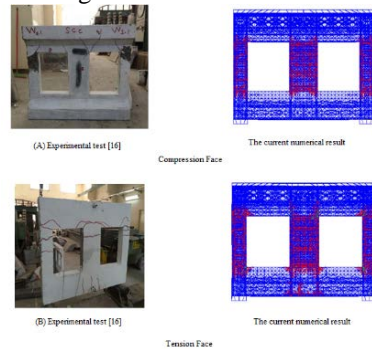 (A) Experimental test [16]
The current numerical result
Compression Face
(B) Experimental test [16]
The current numerical result
Tension Face